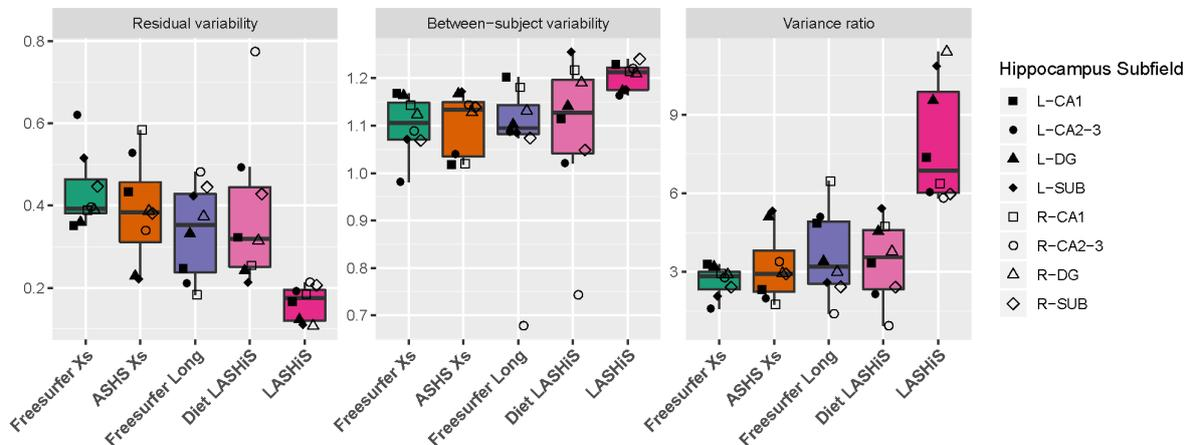 Residual variability
Between−subject variability
Variance ratio
0.8
0.6
0.4
0.2
1.2
1.1
1.0
0.9
0.8
0.7
9
6
3
Freesurfer Xs
ASHS Xs
Freesurfer Long
Diet LASHiS
LASHiS
Freesurfer Xs
ASHS Xs
Freesurfer Long
Diet LASHiS
LASHiS
Freesurfer Xs
ASHS Xs
Freesurfer Long
Diet LASHiS
LASHiS
Hippocampus Subfield
L−CA1
L−CA2−3
L−DG
L−SUB
R−CA1
R−CA2−3
R−DG
R−SUB